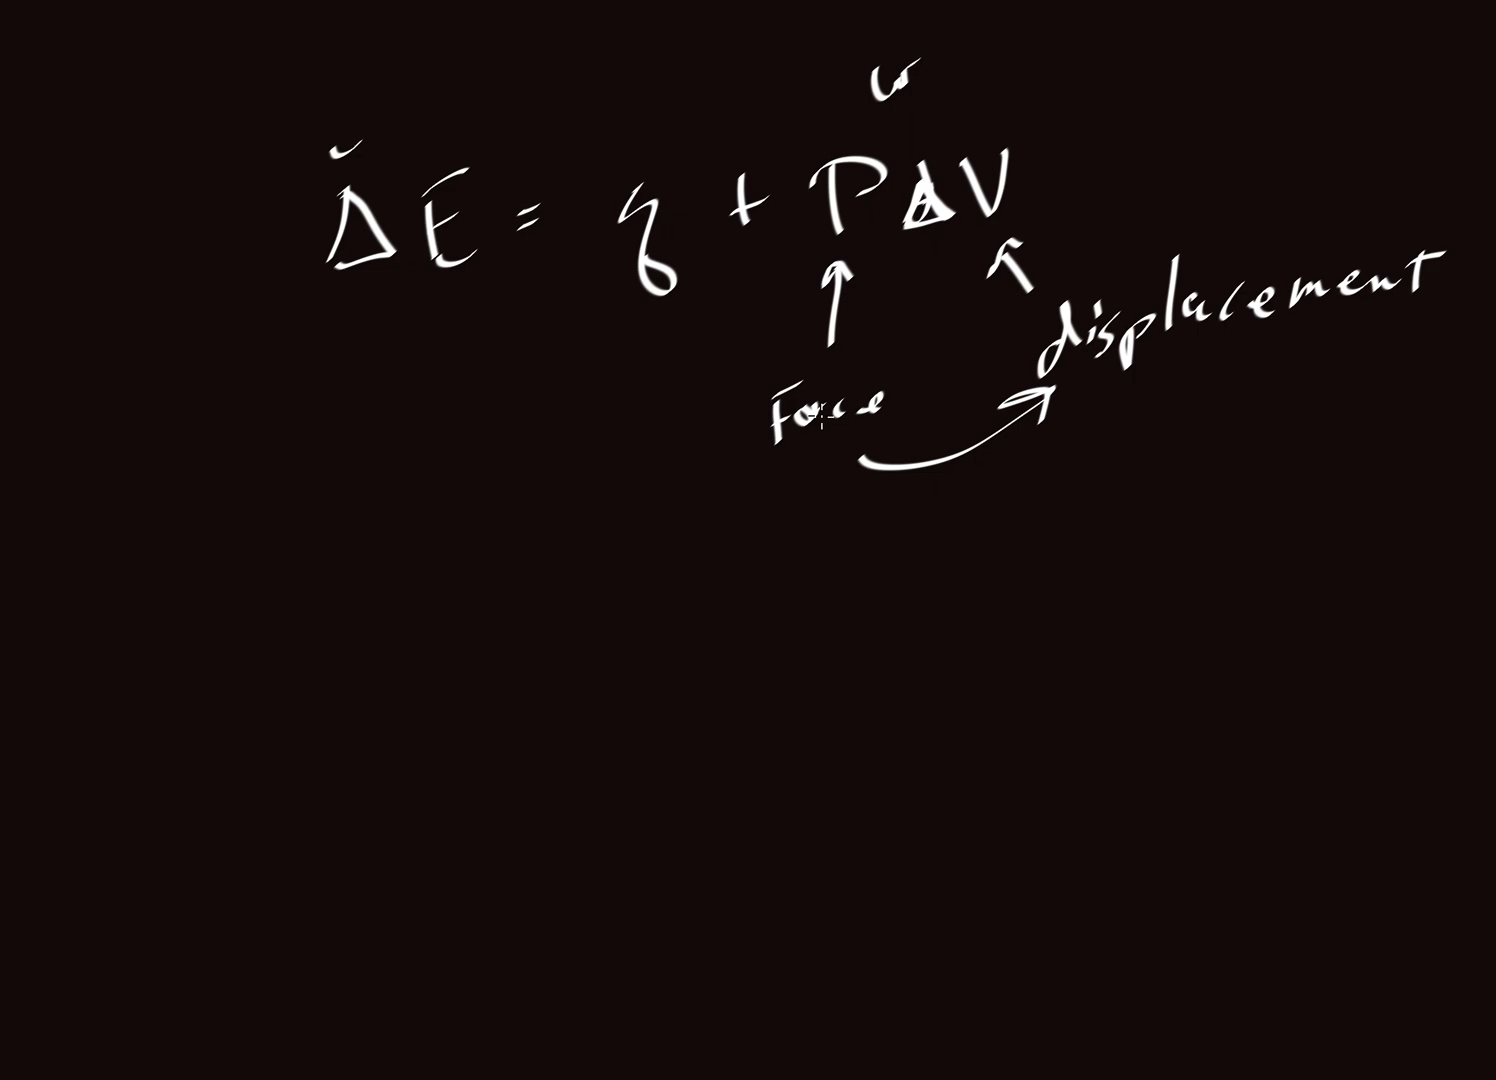 w
ΔE = q + PΔV
displacement
Force